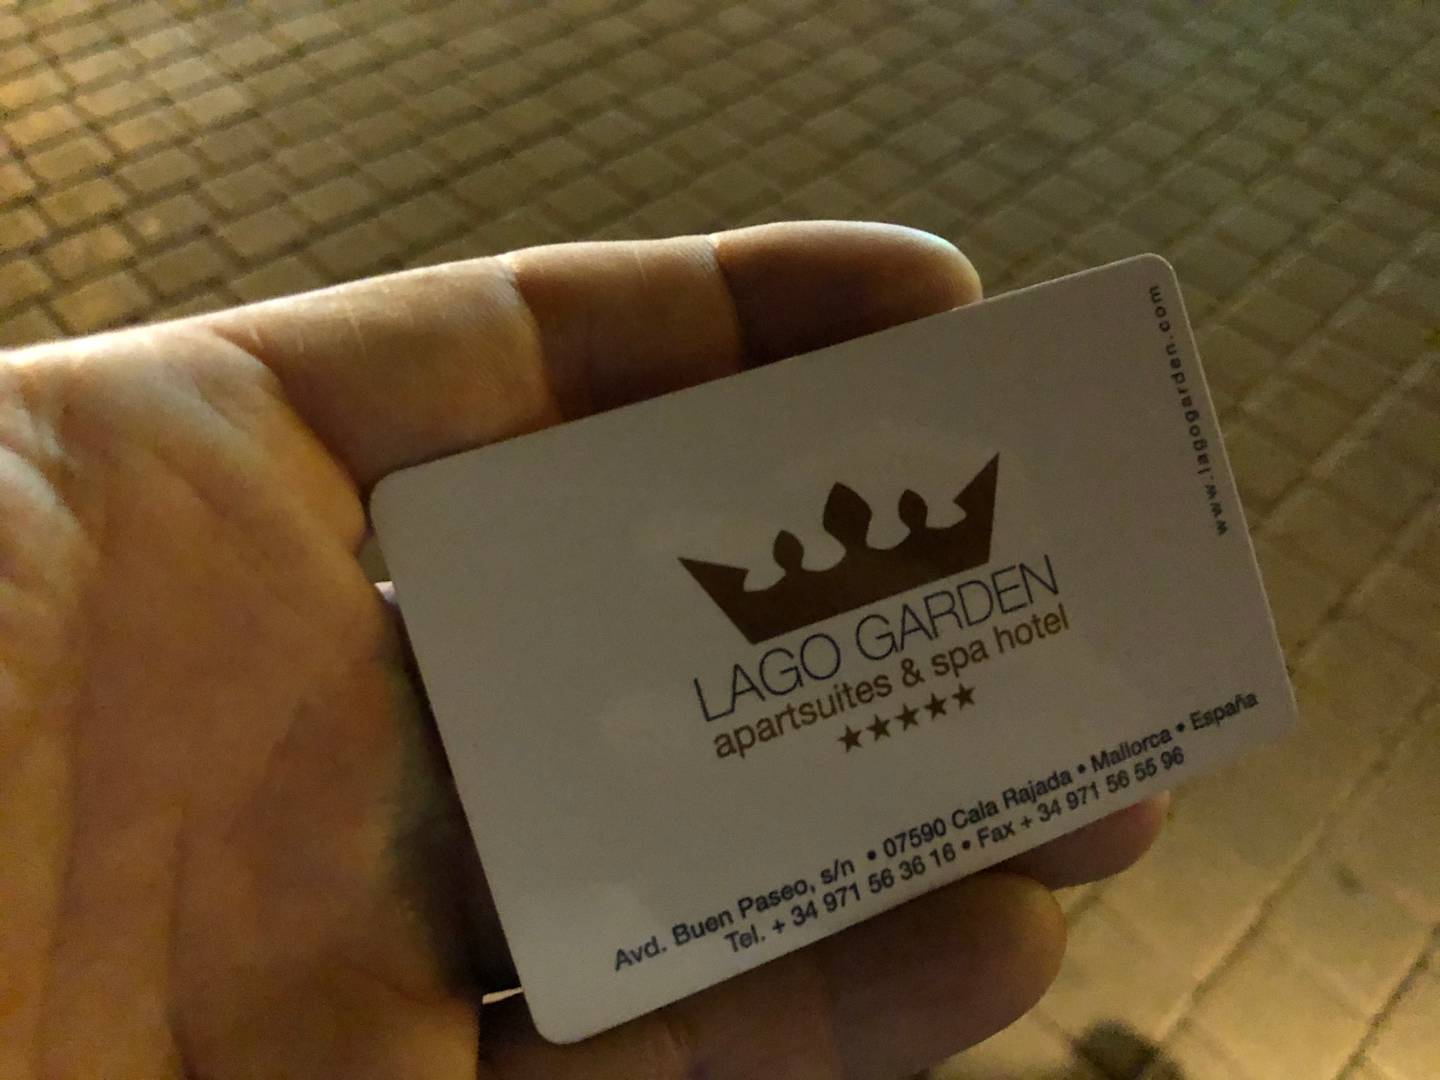 www.lagogarden.com
LAGO GARDEN
apartsuites & spa hotel
★★★★★
Avd. Buen Paseo, s/n • 07590 Cala Rajada • Mallorca • España
Tel. + 34 971 56 36 16 • Fax + 34 971 56 55 96